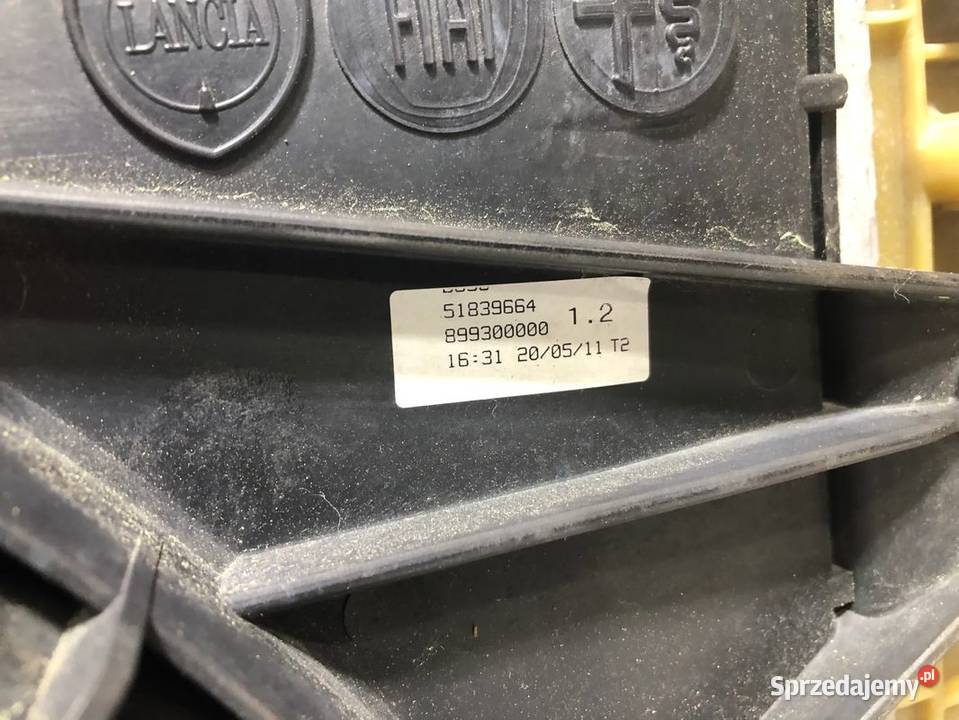 LANCIA
FIAT
51839664
899300000 1.2
16:31 20/05/11 T2
Sprzedajemy.pl